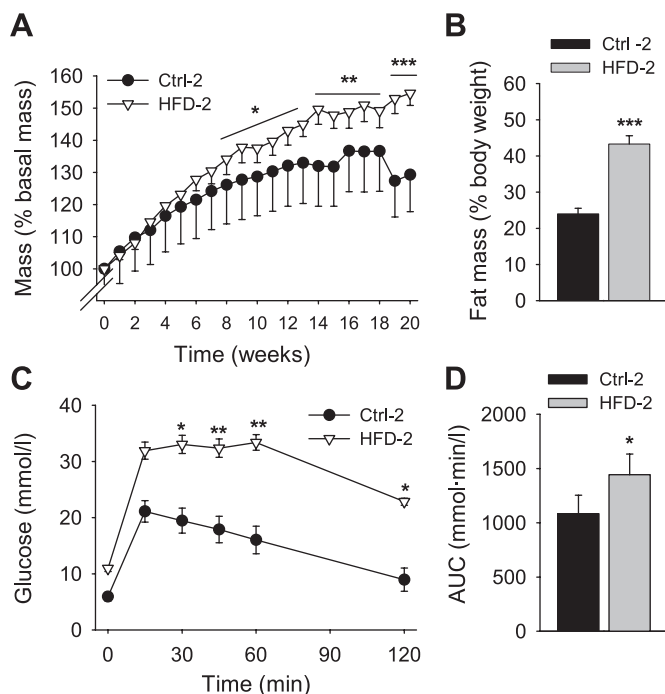 A
Ctrl-2
HFD-2
*
**
***
Mass (% basal mass)
160
150
140
130
120
110
100
0 2 4 6 8 10 12 14 16 18 20
Time (weeks)
B
Ctrl -2
HFD-2
***
Fat mass (% body weight)
60
50
40
30
20
10
0
C
Ctrl-2
HFD-2
* ** ** *
Glucose (mmol/l)
40
30
20
10
0
0 30 60 90 120
Time (min)
D
Ctrl-2
HFD-2
*
AUC (mmol·min/l)
2000
1500
1000
500
0